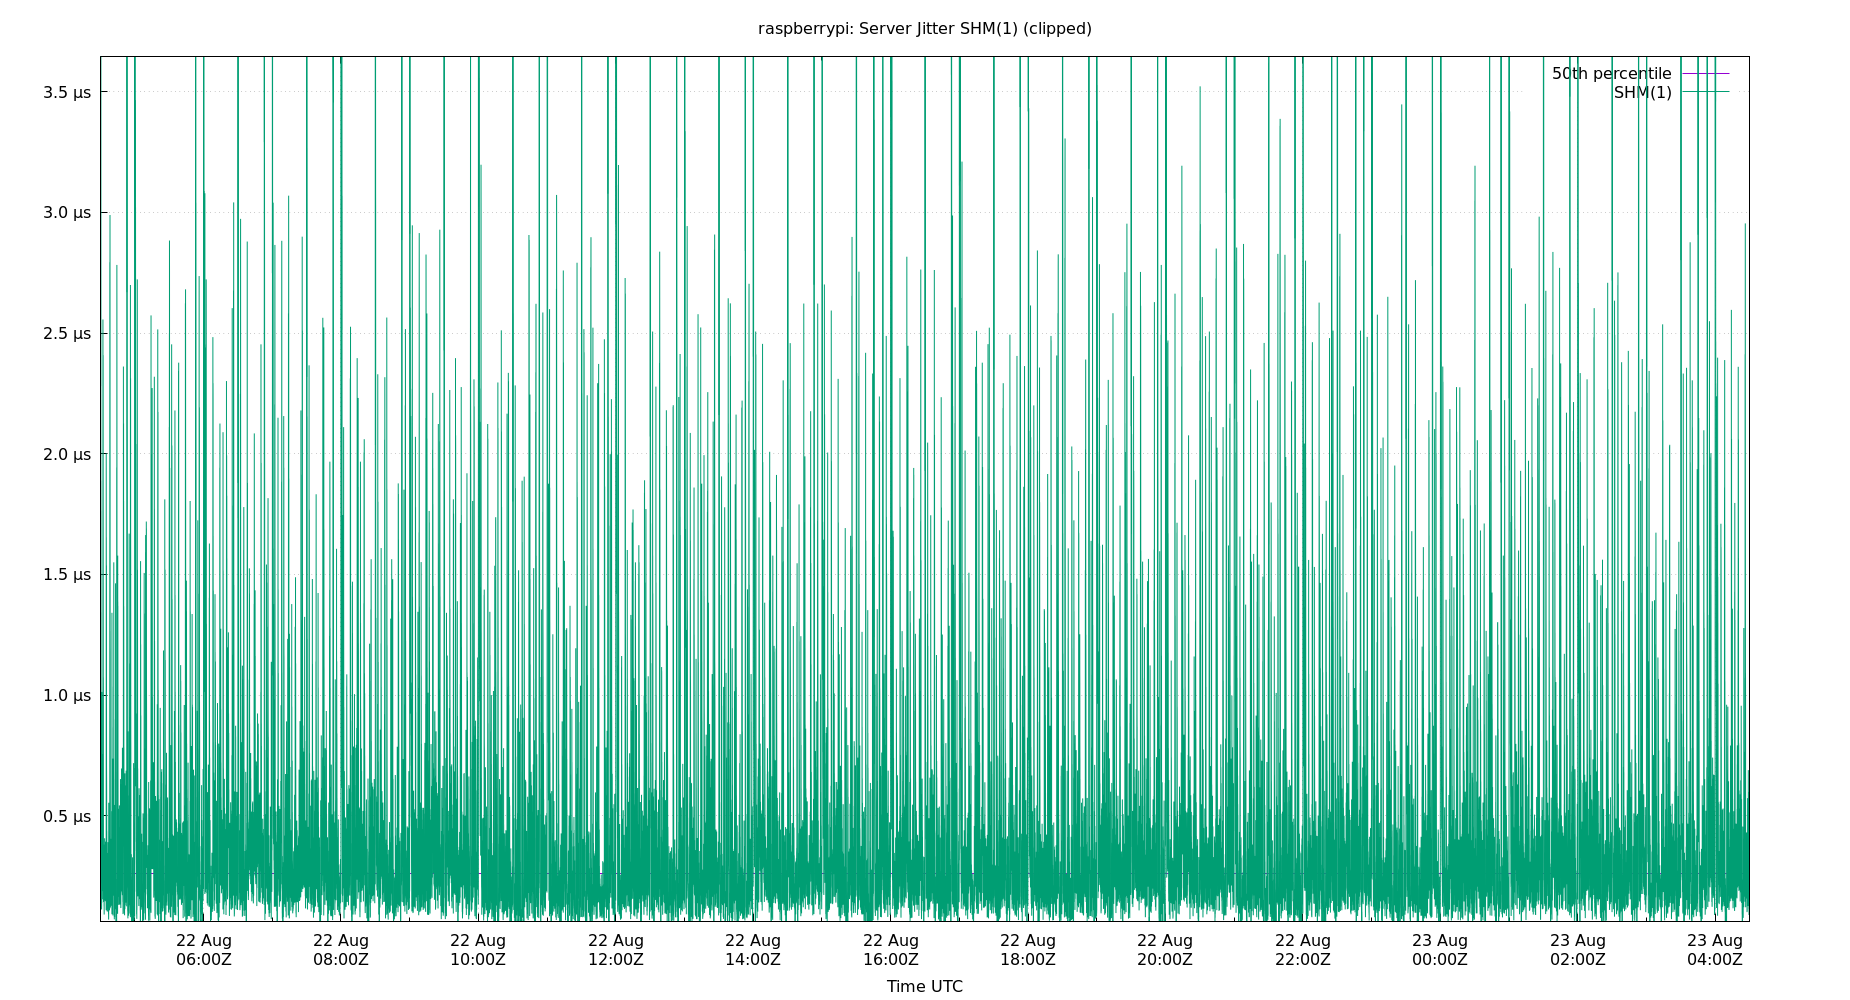 raspberrypi: Server Jitter SHM(1) (clipped)
50th percentile
SHM(1)
3.5 µs
3.0 µs
2.5 µs
2.0 µs
1.5 µs
1.0 µs
0.5 µs
22 Aug 22 Aug 22 Aug 22 Aug 22 Aug 22 Aug 22 Aug 22 Aug 22 Aug 23 Aug 23 Aug 23 Aug
06:00Z 08:00Z 10:00Z 12:00Z 14:00Z 16:00Z 18:00Z 20:00Z 22:00Z 00:00Z 02:00Z 04:00Z
Time UTC